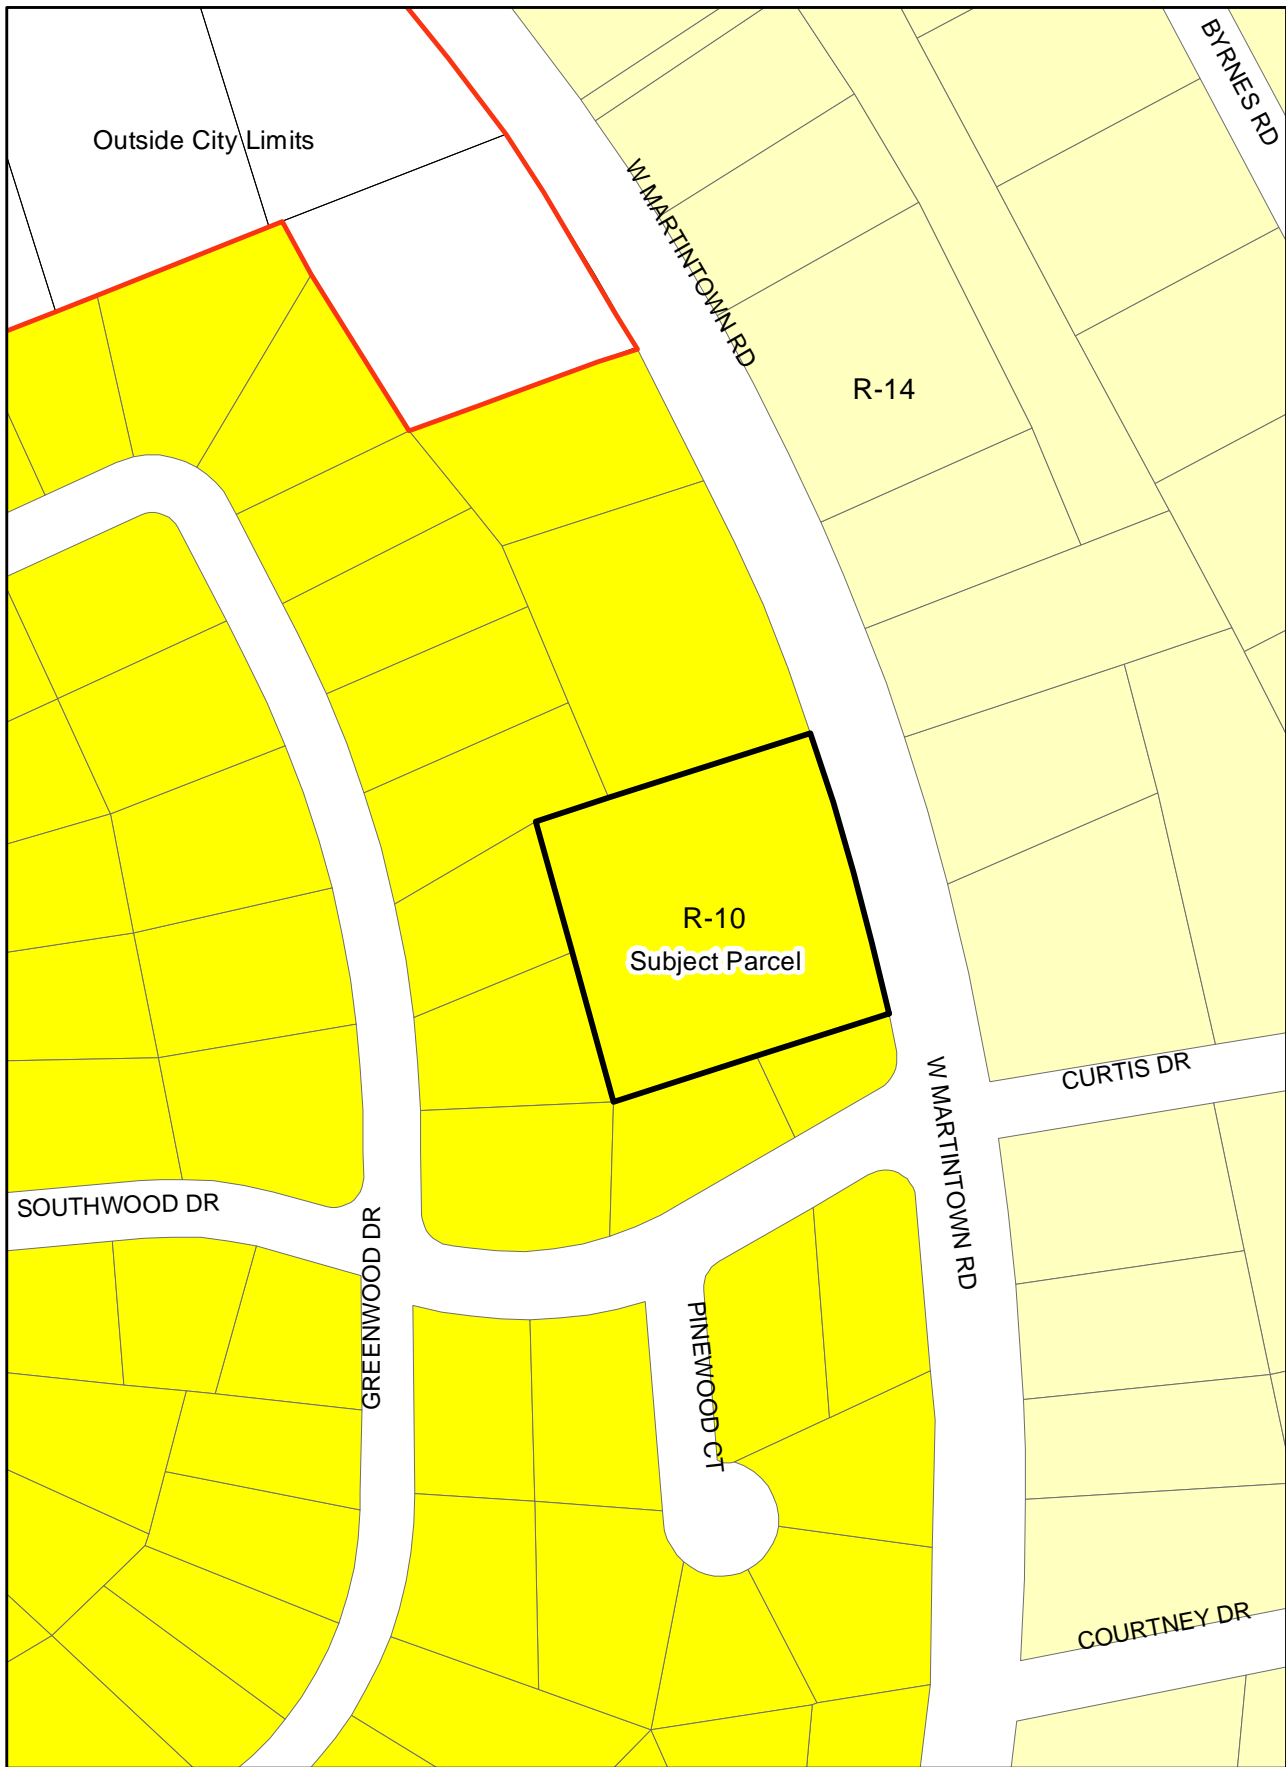 BYRNES RD
Outside City Limits
W MARTINTOWN RD
R-14
R-10
Subject Parcel
CURTIS DR
W MARTINTOWN RD
SOUTHWOOD DR
GREENWOOD DR
PINEWOOD CT
COURTNEY DR